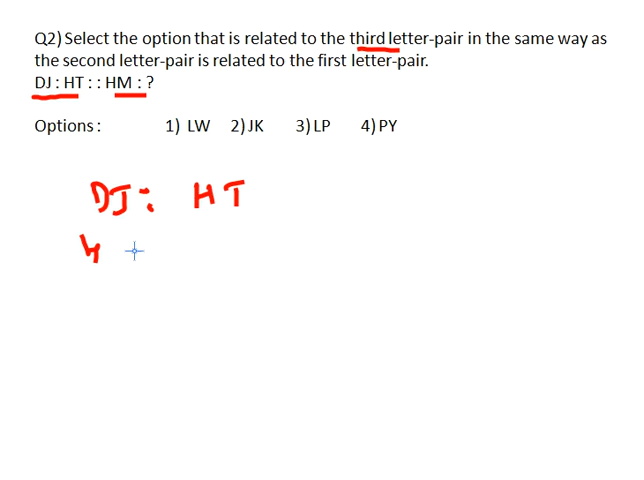 Q2) Select the option that is related to the third letter-pair in the same way as
the second letter-pair is related to the first letter-pair.
DJ : HT : : HM : ?
Options : 1) LW 2) JK 3) LP 4) PY
DJ : HT
4